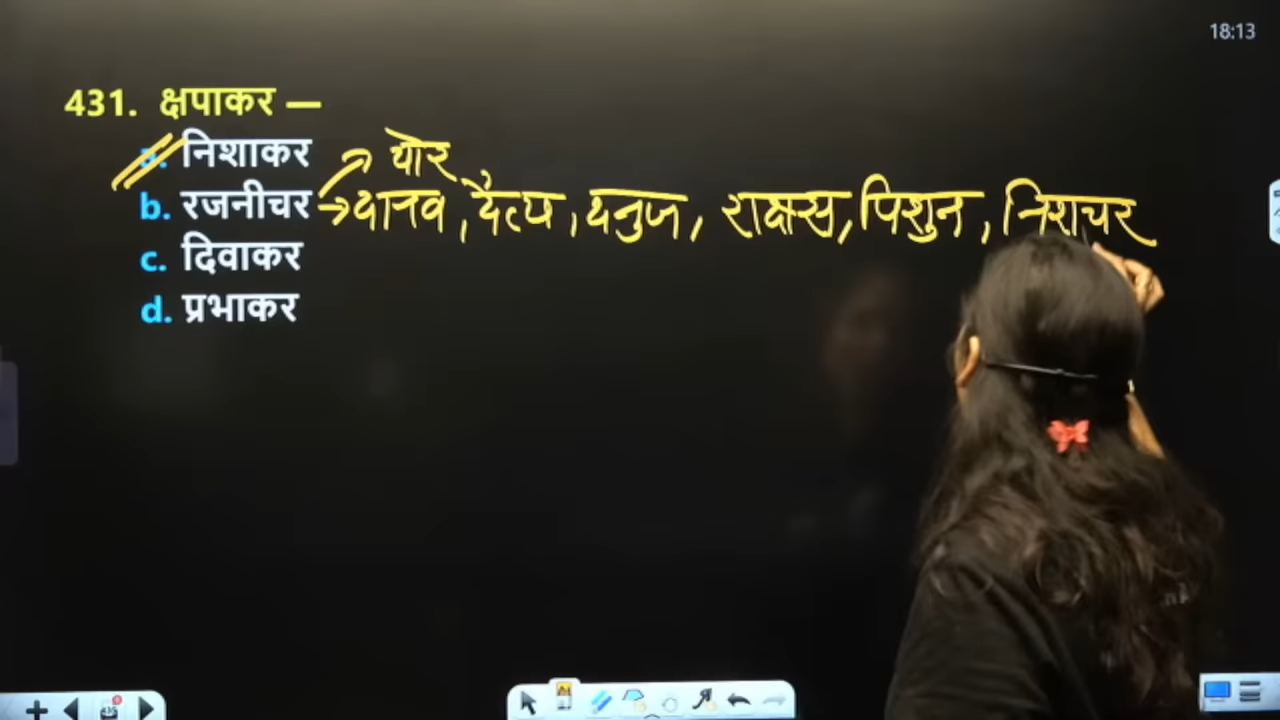 18:13
431. क्षपाकर —
a. निशाकर
चोर
b. रजनीचर → दानव, दैत्य, दनुज, राक्षस, पिशुन, निशाचर
c. दिवाकर
d. प्रभाकर